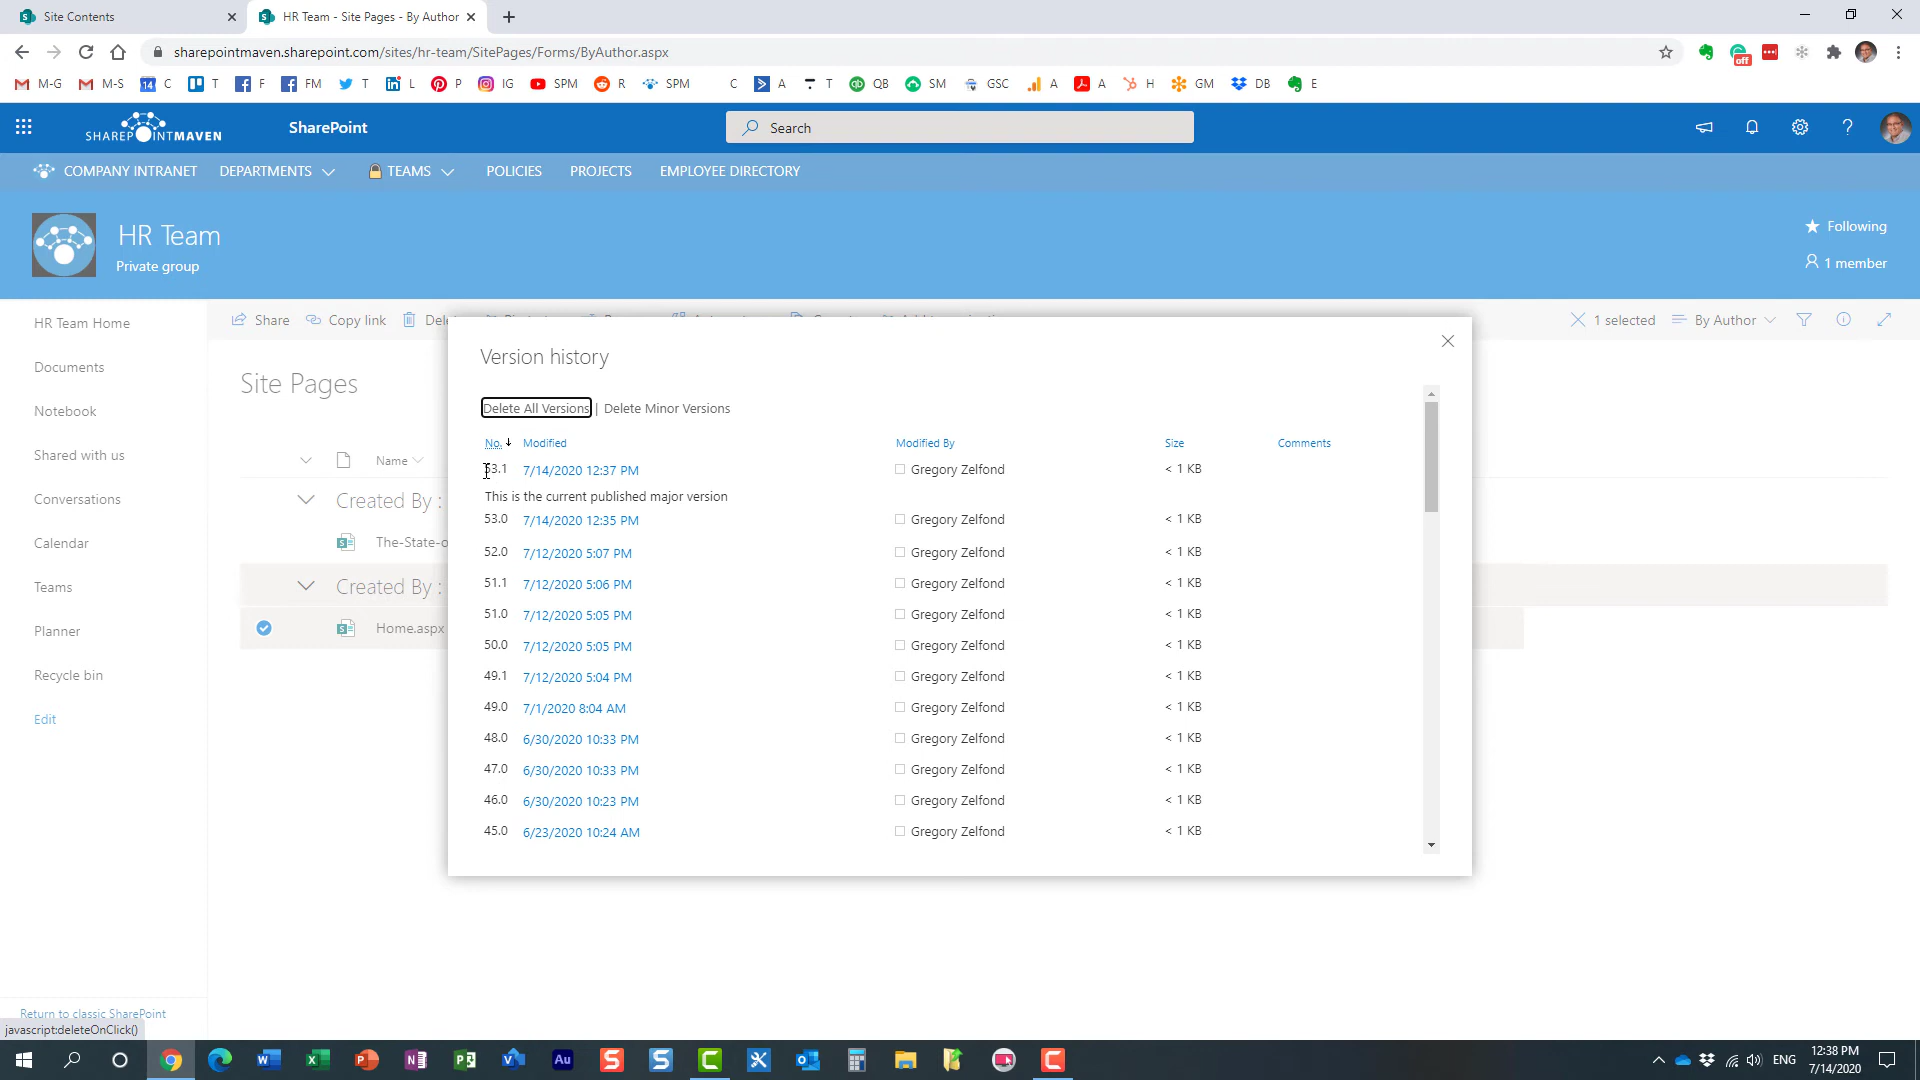 Site Contents
HR Team - Site Pages - By Author
sharepointmaven.sharepoint.com/sites/hr-team/SitePages/Forms/ByAuthor.aspx
off
M-G M-S 14 C T F FM T L P IG SPM R SPM C A T QB SM GSC A A H GM DB E
SHAREPOINTMAVEN
SharePoint
Search
COMPANY INTRANET DEPARTMENTS TEAMS POLICIES PROJECTS EMPLOYEE DIRECTORY
HR Team
Private group
Following
1 member
HR Team Home
Documents
Notebook
Shared with us
Conversations
Calendar
Teams
Planner
Recycle bin
Edit
Return to classic SharePoint
javascript:deleteOnClick()
Share Copy link 1 selected By Author
Site Pages
Name
Created By :
The-State-o
Created By :
Home.aspx
Version history
Delete All Versions | Delete Minor Versions
No. Modified Modified By Size Comments
53.1 7/14/2020 12:37 PM Gregory Zelfond < 1 KB
This is the current published major version
53.0 7/14/2020 12:35 PM Gregory Zelfond < 1 KB
52.0 7/12/2020 5:07 PM Gregory Zelfond < 1 KB
51.1 7/12/2020 5:06 PM Gregory Zelfond < 1 KB
51.0 7/12/2020 5:05 PM Gregory Zelfond < 1 KB
50.0 7/12/2020 5:05 PM Gregory Zelfond < 1 KB
49.1 7/12/2020 5:04 PM Gregory Zelfond < 1 KB
49.0 7/1/2020 8:04 AM Gregory Zelfond < 1 KB
48.0 6/30/2020 10:33 PM Gregory Zelfond < 1 KB
47.0 6/30/2020 10:33 PM Gregory Zelfond < 1 KB
46.0 6/30/2020 10:23 PM Gregory Zelfond < 1 KB
45.0 6/23/2020 10:24 AM Gregory Zelfond < 1 KB
ENG
12:38 PM
7/14/2020